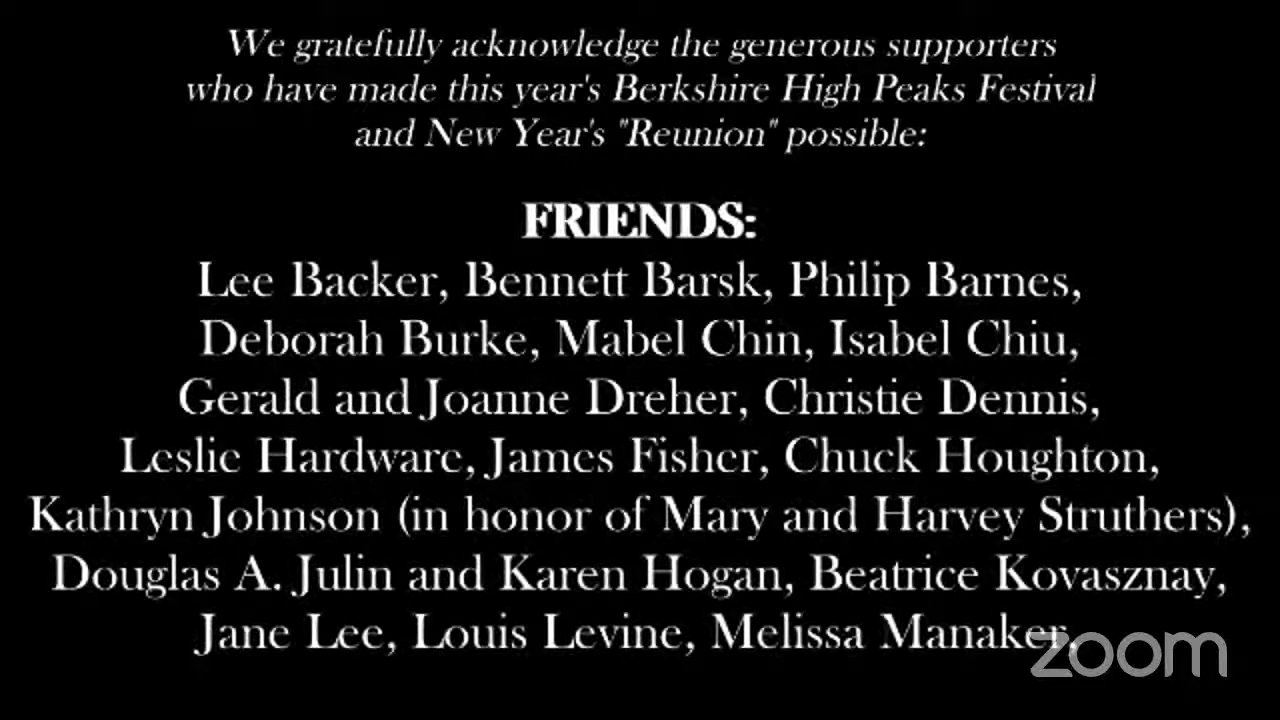 We gratefully acknowledge the generous supporters
who have made this year's Berkshire High Peaks Festival
and New Year's "Reunion" possible:
FRIENDS:
Lee Backer, Bennett Barsk, Philip Barnes,
Deborah Burke, Mabel Chin, Isabel Chiu,
Gerald and Joanne Dreher, Christie Dennis,
Leslie Hardware, James Fisher, Chuck Houghton,
Kathryn Johnson (in honor of Mary and Harvey Struthers),
Douglas A. Julin and Karen Hogan, Beatrice Kovasznay,
Jane Lee, Louis Levine, Melissa Manaker,
zoom